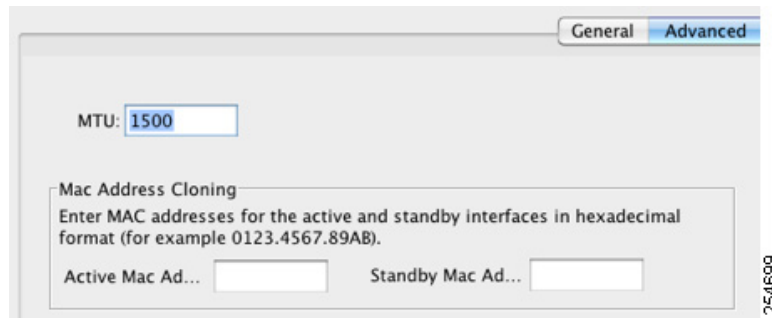 General Advanced
MTU: 1500
Mac Address Cloning
Enter MAC addresses for the active and standby interfaces in hexadecimal
format (for example 0123.4567.89AB).
Active Mac Ad... Standby Mac Ad...
254699